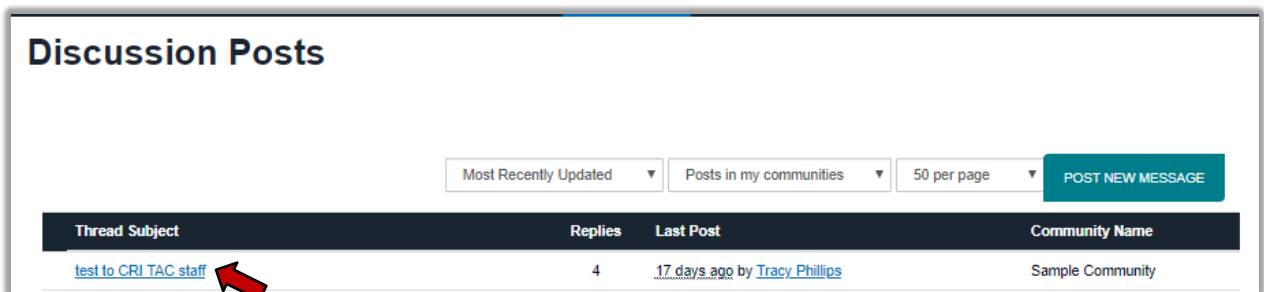 Discussion Posts
Most Recently Updated ▼ Posts in my communities ▼ 50 per page ▼ POST NEW MESSAGE
Thread Subject Replies Last Post Community Name
test to CRI TAC staff 4 17 days ago by Tracy Phillips Sample Community